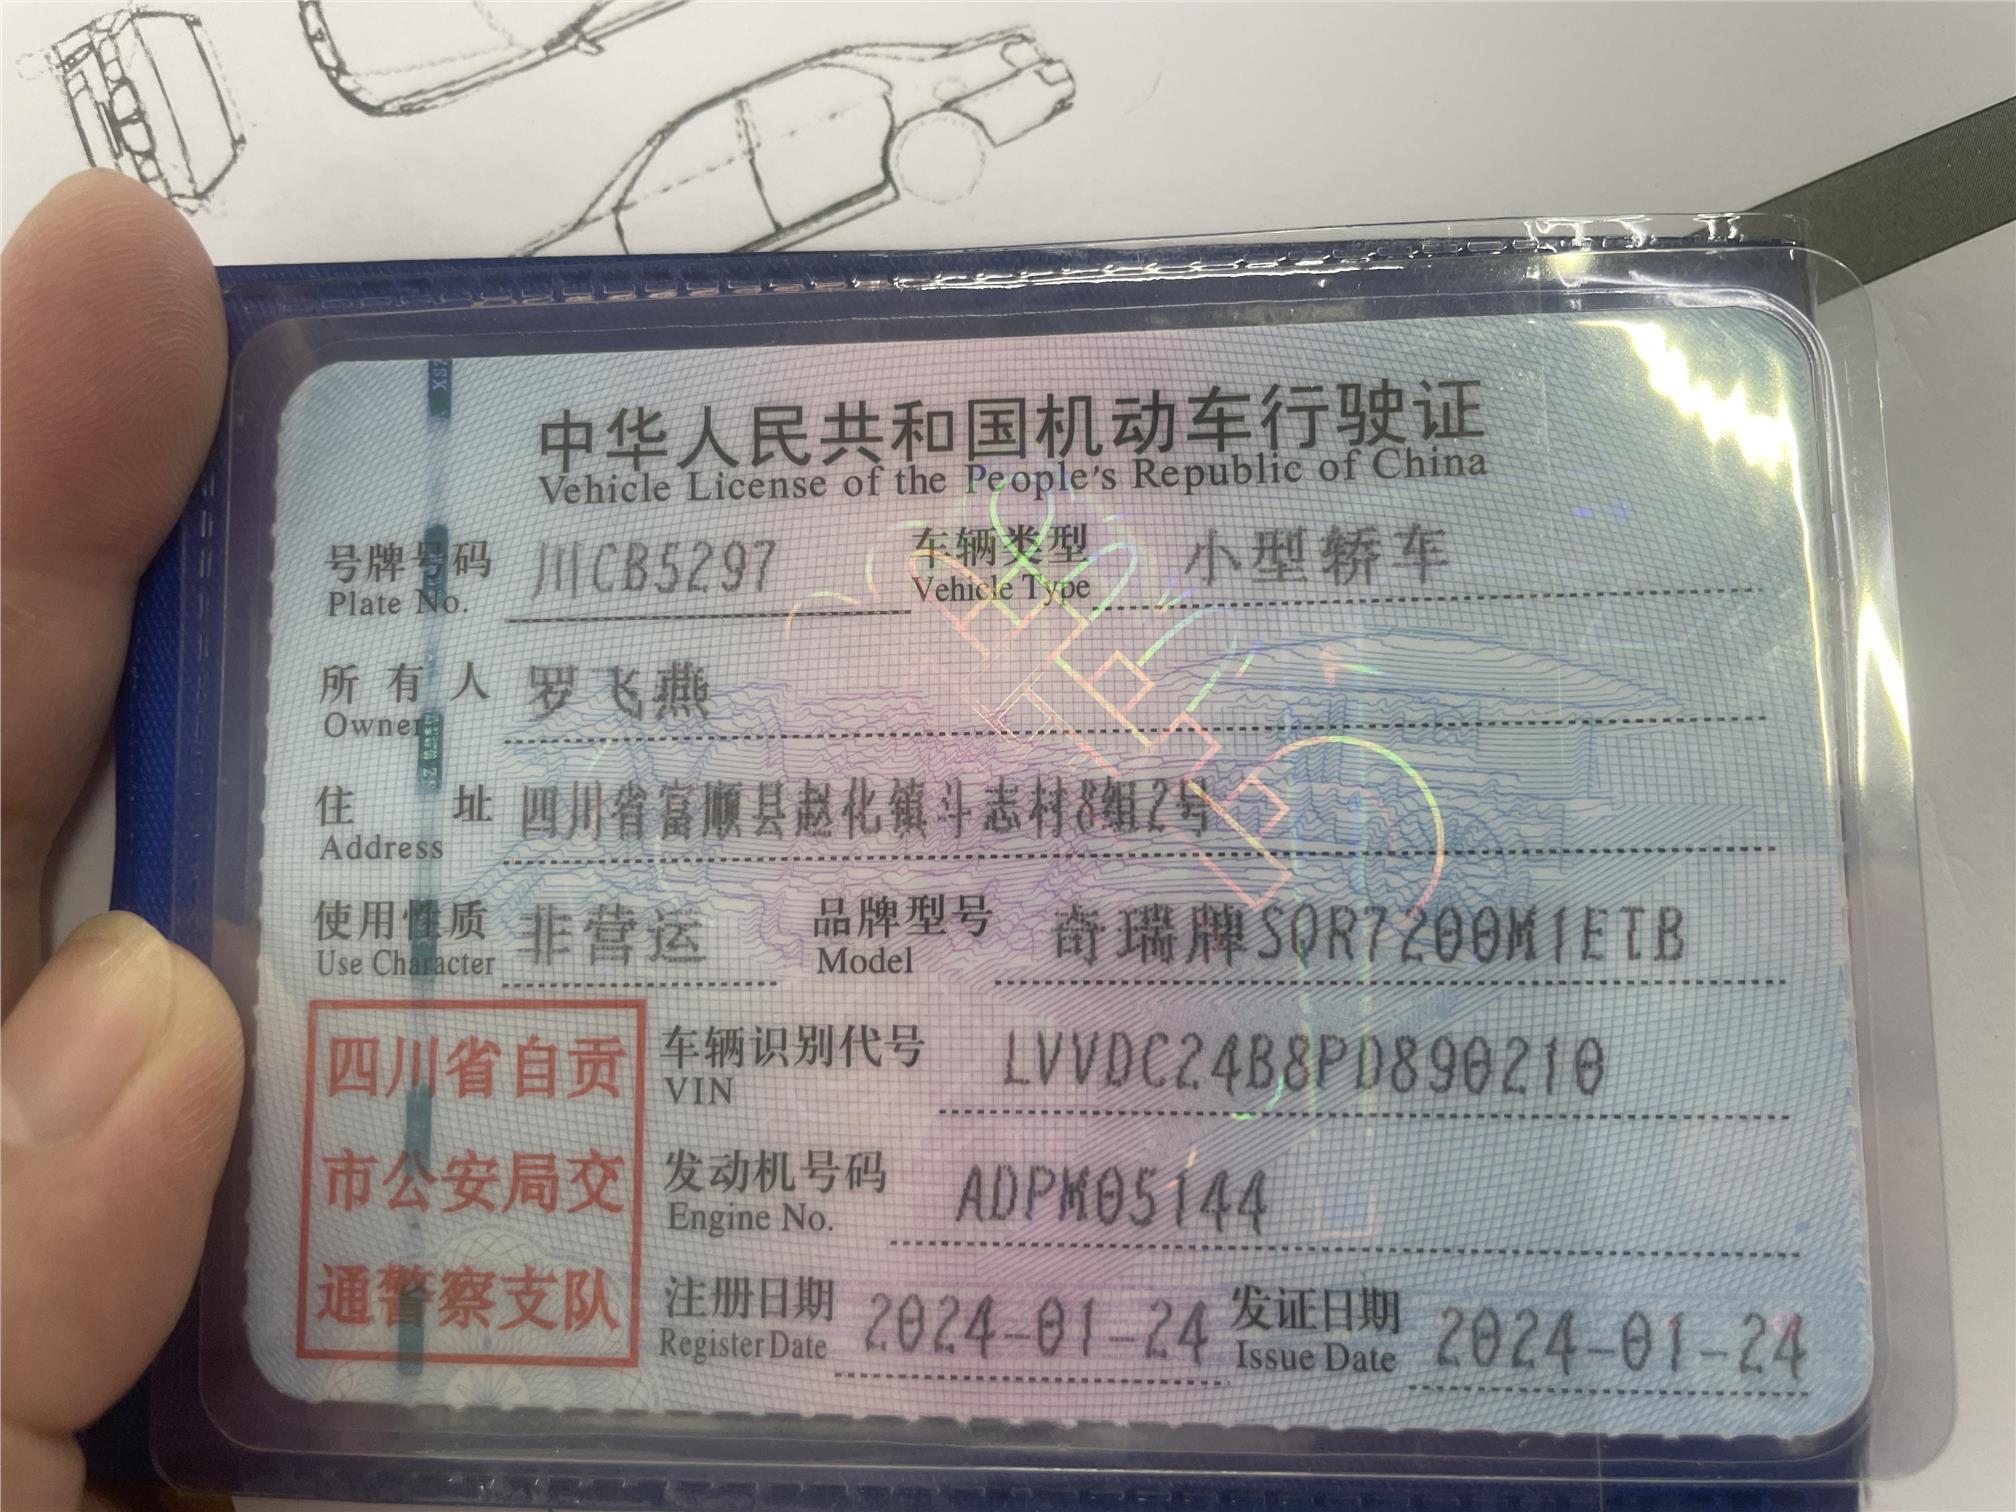 中华人民共和国机动车行驶证
Vehicle License of the People's Republic of China
号牌号码 川CB5297 车辆类型 小型轿车
Plate No. Vehicle Type
所有人 罗飞燕
Owner
住址 四川省富顺县赵化镇斗志村8组2号
Address
使用性质 非营运 品牌型号 奇瑞牌SQR7200M1ETB
Use Character Model
四川省自贡
市公安局交
通警察支队
车辆识别代号 LVVDC24B8PD890210
VIN
发动机号码 ADPM05144
Engine No.
注册日期 2024-01-24 发证日期 2024-01-24
Register Date Issue Date